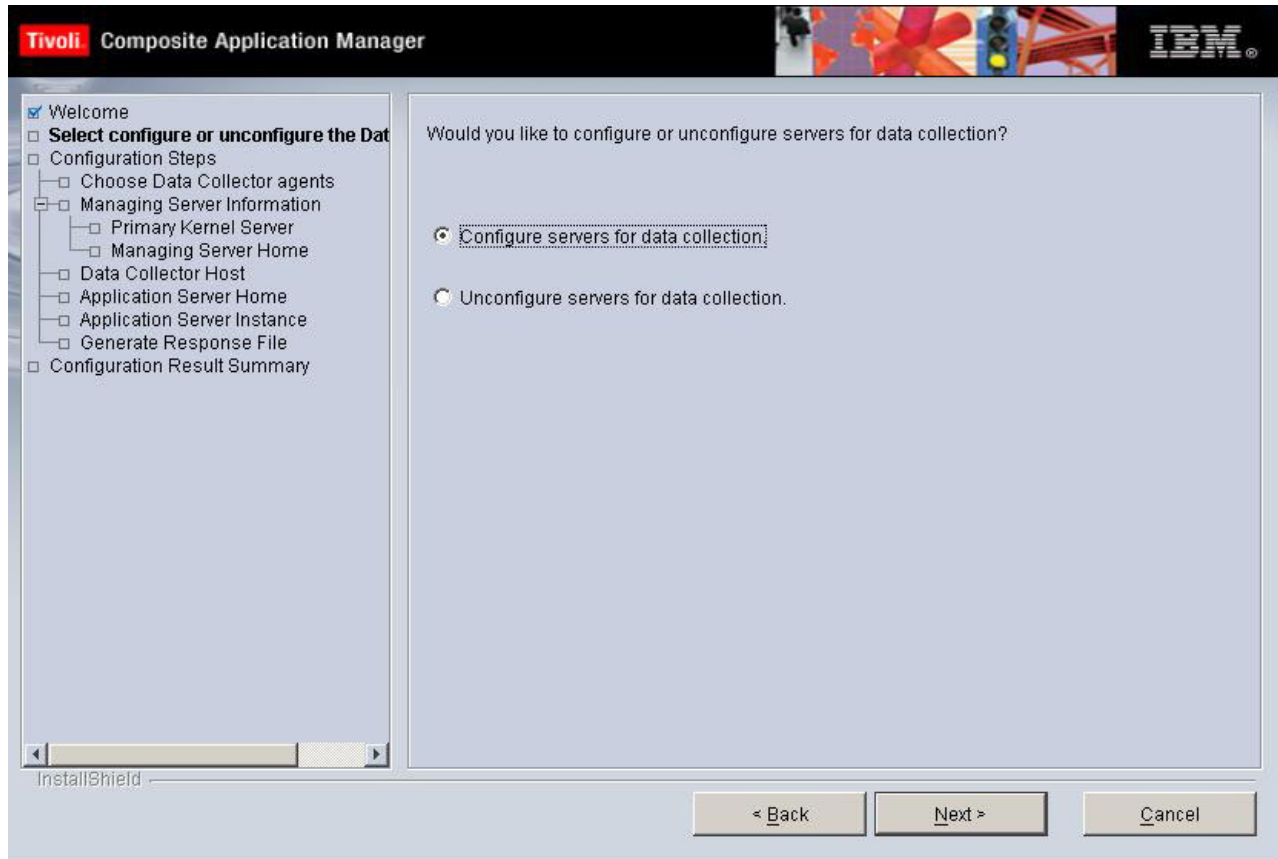 Tivoli. Composite Application Manager
IBM®
Welcome
Select configure or unconfigure the Dat
Configuration Steps
Choose Data Collector agents
Managing Server Information
Primary Kernel Server
Managing Server Home
Data Collector Host
Application Server Home
Application Server Instance
Generate Response File
Configuration Result Summary
Would you like to configure or unconfigure servers for data collection?
Configure servers for data collection.
Unconfigure servers for data collection.
InstallShield
< Back
Next >
Cancel